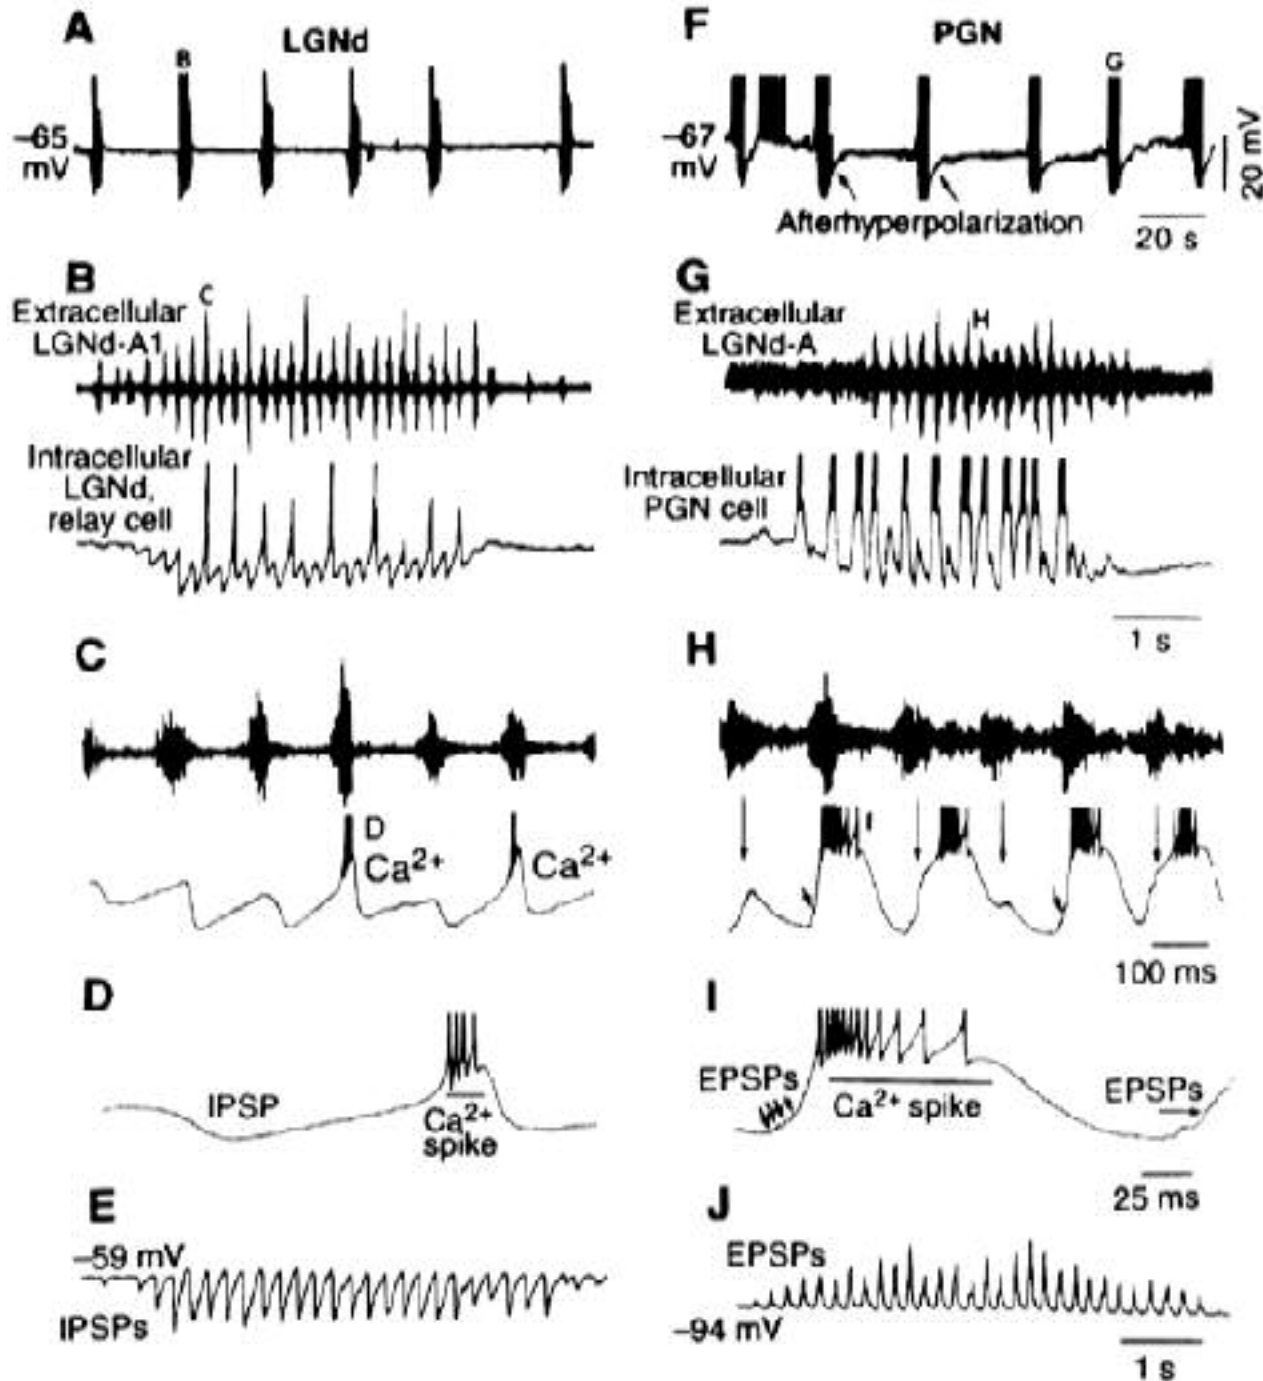 A
LGNd
B
–65
mV
F
PGN
G
–67
mV
20 mV
Afterhyperpolarization
20 s
B
C
Extracellular
LGNd-A1
Intracellular
LGNd,
relay cell
G
Extracellular
LGNd-A
H
Intracellular
PGN cell
1 s
C
D
Ca2+
Ca2+
H
I
100 ms
D
IPSP
Ca2+
spike
I
EPSPs
Ca2+ spike
EPSPs
25 ms
E
–59 mV
IPSPs
J
EPSPs
–94 mV
1 s